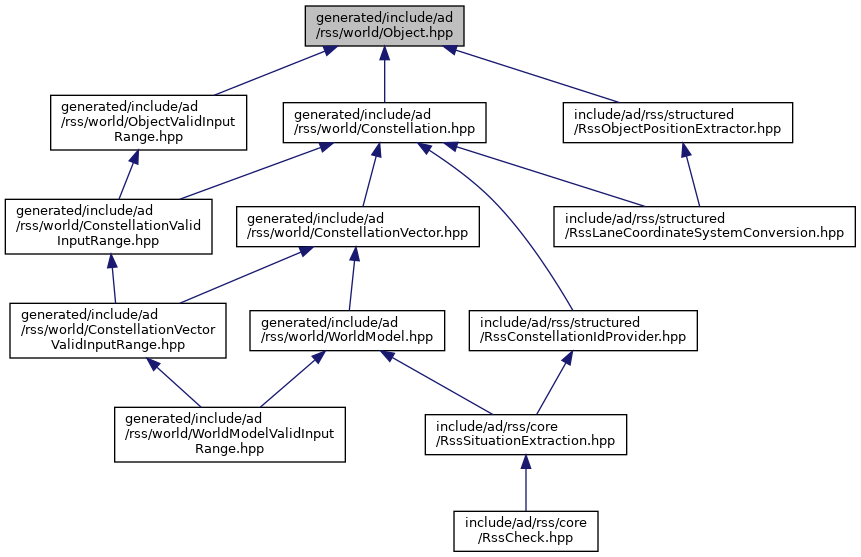 generated/include/ad
/rss/world/Object.hpp
generated/include/ad
/rss/world/ObjectValidInput
Range.hpp
generated/include/ad
/rss/world/Constellation.hpp
include/ad/rss/structured
/RssObjectPositionExtractor.hpp
generated/include/ad
/rss/world/ConstellationValid
InputRange.hpp
generated/include/ad
/rss/world/ConstellationVector.hpp
include/ad/rss/structured
/RssLaneCoordinateSystemConversion.hpp
generated/include/ad
/rss/world/ConstellationVector
ValidInputRange.hpp
generated/include/ad
/rss/world/WorldModel.hpp
include/ad/rss/structured
/RssConstellationIdProvider.hpp
generated/include/ad
/rss/world/WorldModelValidInput
Range.hpp
include/ad/rss/core
/RssSituationExtraction.hpp
include/ad/rss/core
/RssCheck.hpp